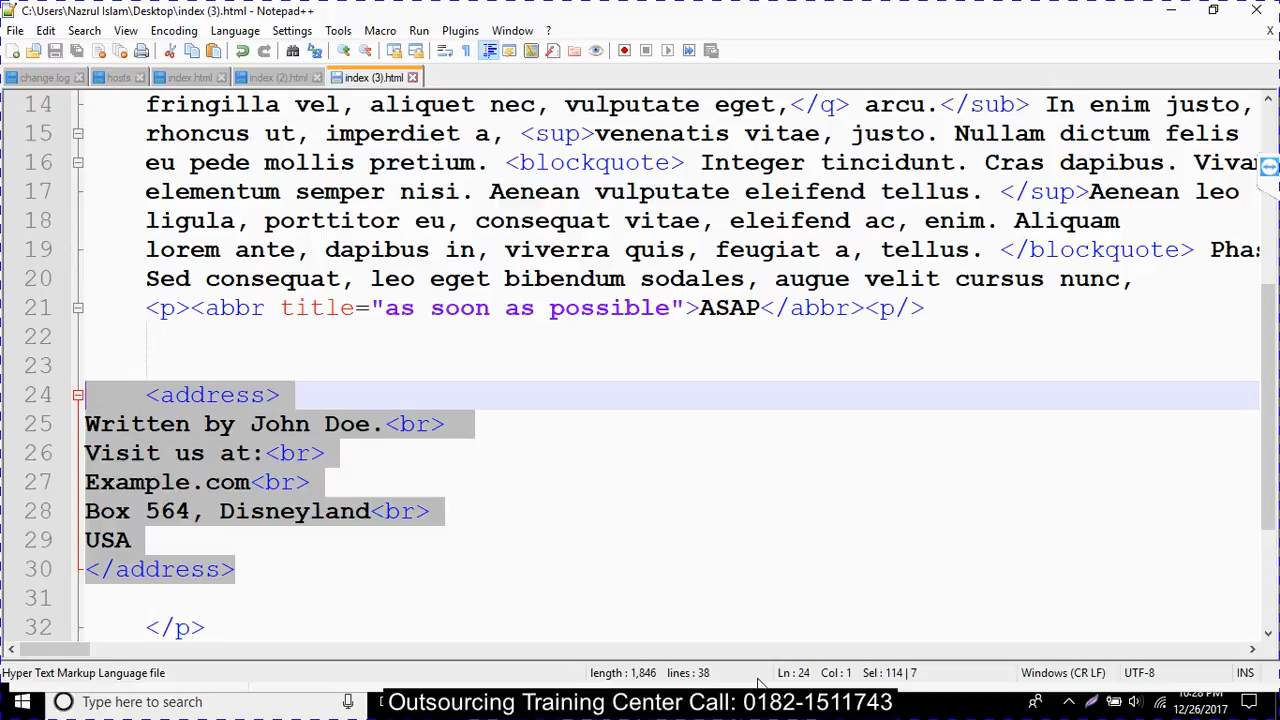 C:\Users\Nazrul Islam\Desktop\index (3).html - Notepad++
File Edit Search View Encoding Language Settings Tools Macro Run Plugins Window ? X
change.log hosts index.html index (2).html index (3).html
14 fringilla vel, aliquet nec, vulputate eget,</q> arcu.</sub> In enim justo,
15 rhoncus ut, imperdiet a, <sup>venenatis vitae, justo. Nullam dictum felis
16 eu pede mollis pretium. <blockquote> Integer tincidunt. Cras dapibus. Vivam
17 elementum semper nisi. Aenean vulputate eleifend tellus. </sup>Aenean leo
18 ligula, porttitor eu, consequat vitae, eleifend ac, enim. Aliquam
19 lorem ante, dapibus in, viverra quis, feugiat a, tellus. </blockquote> Phas
20 Sed consequat, leo eget bibendum sodales, augue velit cursus nunc,
21 <p><abbr title="as soon as possible">ASAP</abbr><p/>
22
23
24 <address>
25 Written by John Doe.<br>
26 Visit us at:<br>
27 Example.com<br>
28 Box 564, Disneyland<br>
29 USA
30 </address>
31
32 </p>
Hyper Text Markup Language file length : 1,846 lines : 38 Ln : 24 Col : 1 Sel : 114 | 7 Windows (CR LF) UTF-8 INS
Type here to search Outsourcing Training Center Call: 0182-1511743 10:28 PM
12/26/2017